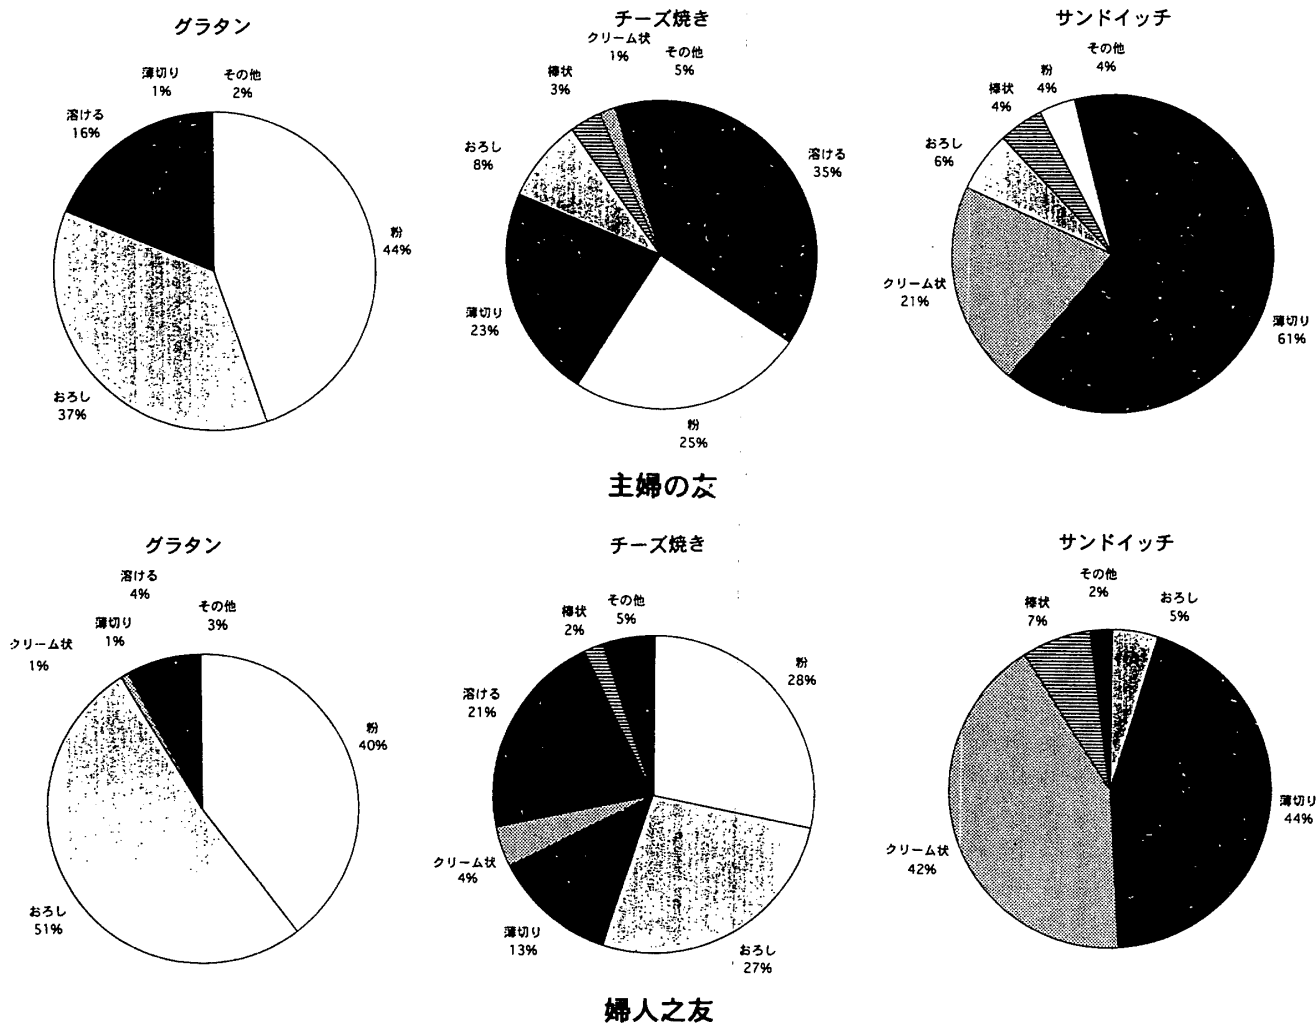 グラタン
薄切り
1%
その他
2%
溶ける
16%
粉
44%
おろし
37%
チーズ焼き
クリーム状
1%
その他
5%
棒状
3%
おろし
8%
溶ける
35%
薄切り
23%
粉
25%
サンドイッチ
その他
4%
粉
4%
棒状
4%
おろし
6%
クリーム状
21%
薄切り
61%
主婦の友
グラタン
溶ける
4%
その他
3%
薄切り
1%
クリーム状
1%
粉
40%
おろし
51%
チーズ焼き
棒状
2%
その他
5%
粉
28%
溶ける
21%
クリーム状
4%
薄切り
13%
おろし
27%
サンドイッチ
その他
2%
おろし
5%
棒状
7%
薄切り
44%
クリーム状
42%
婦人之友